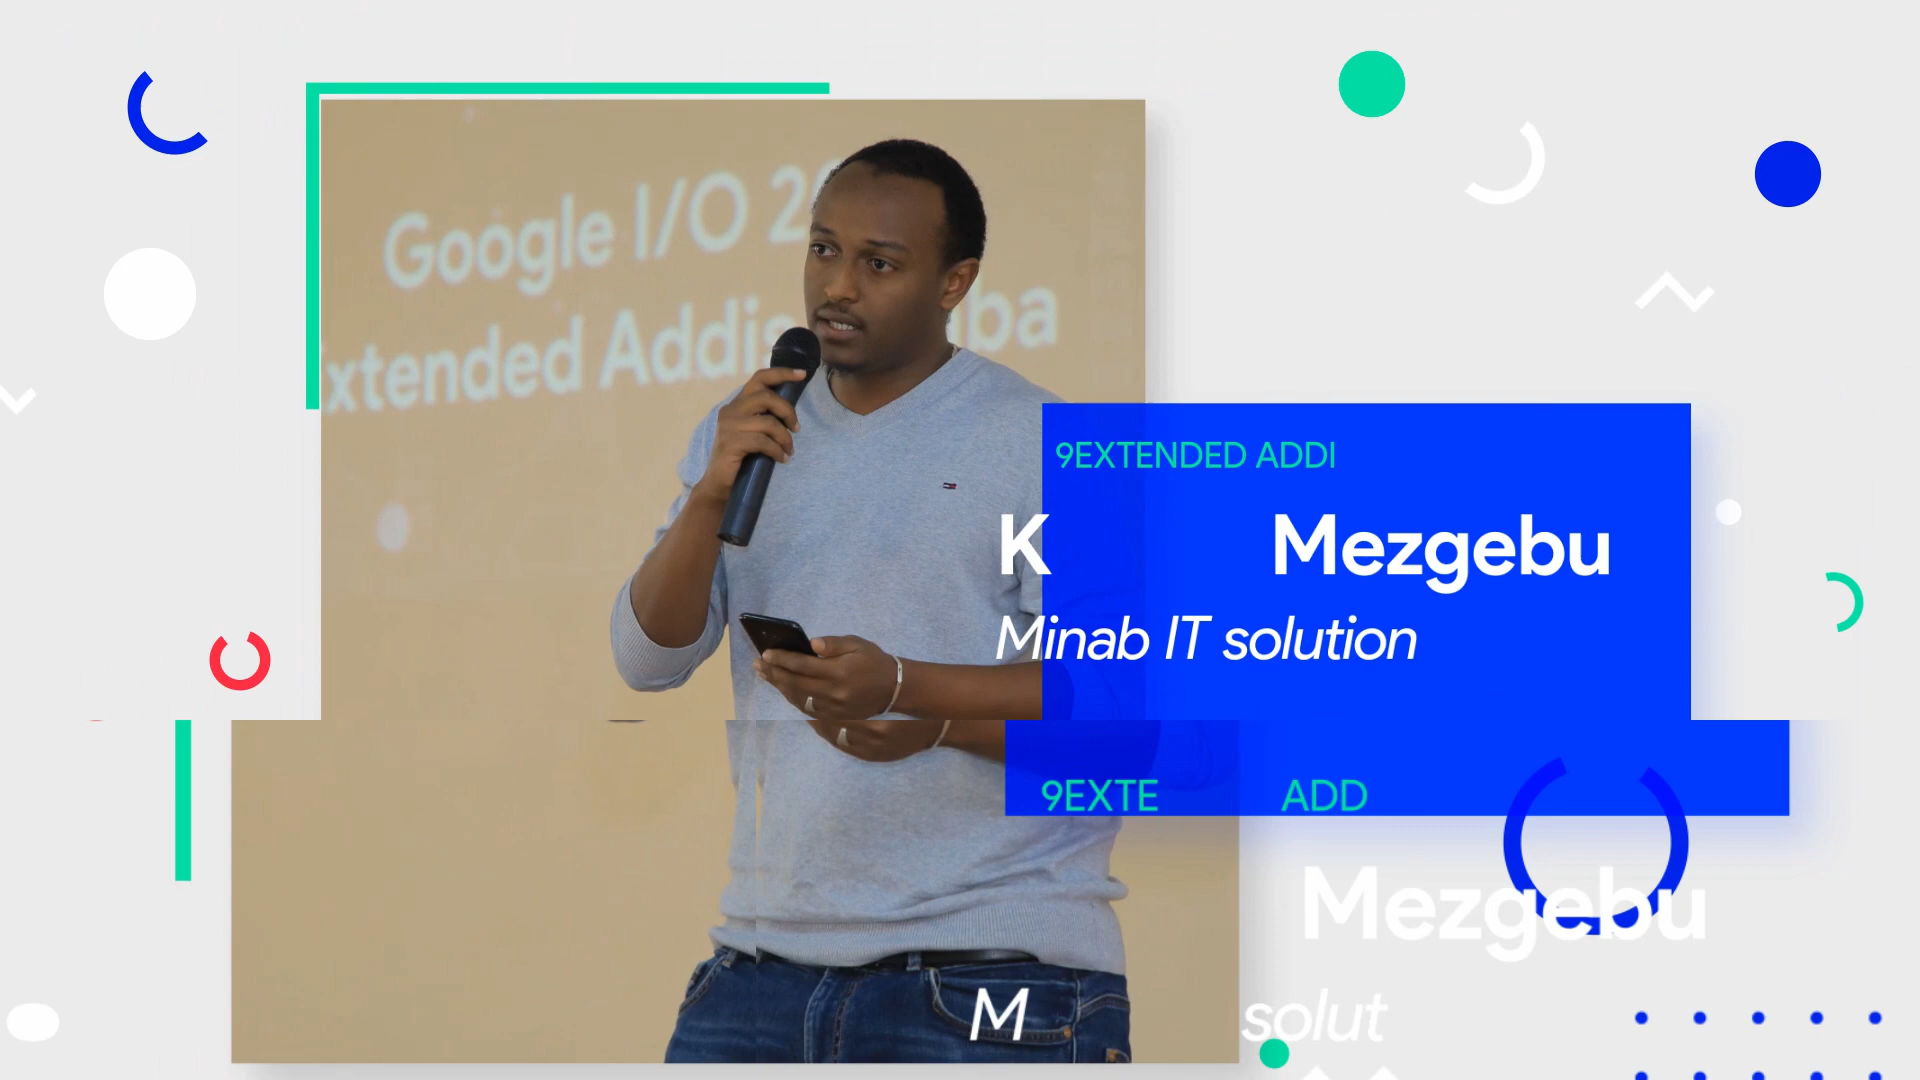 Google I/O 2
xtended Addis ba
9EXTENDED ADDI
K Mezgebu
Minab IT solution
9EXTE ADD
Mezgebu
M solut